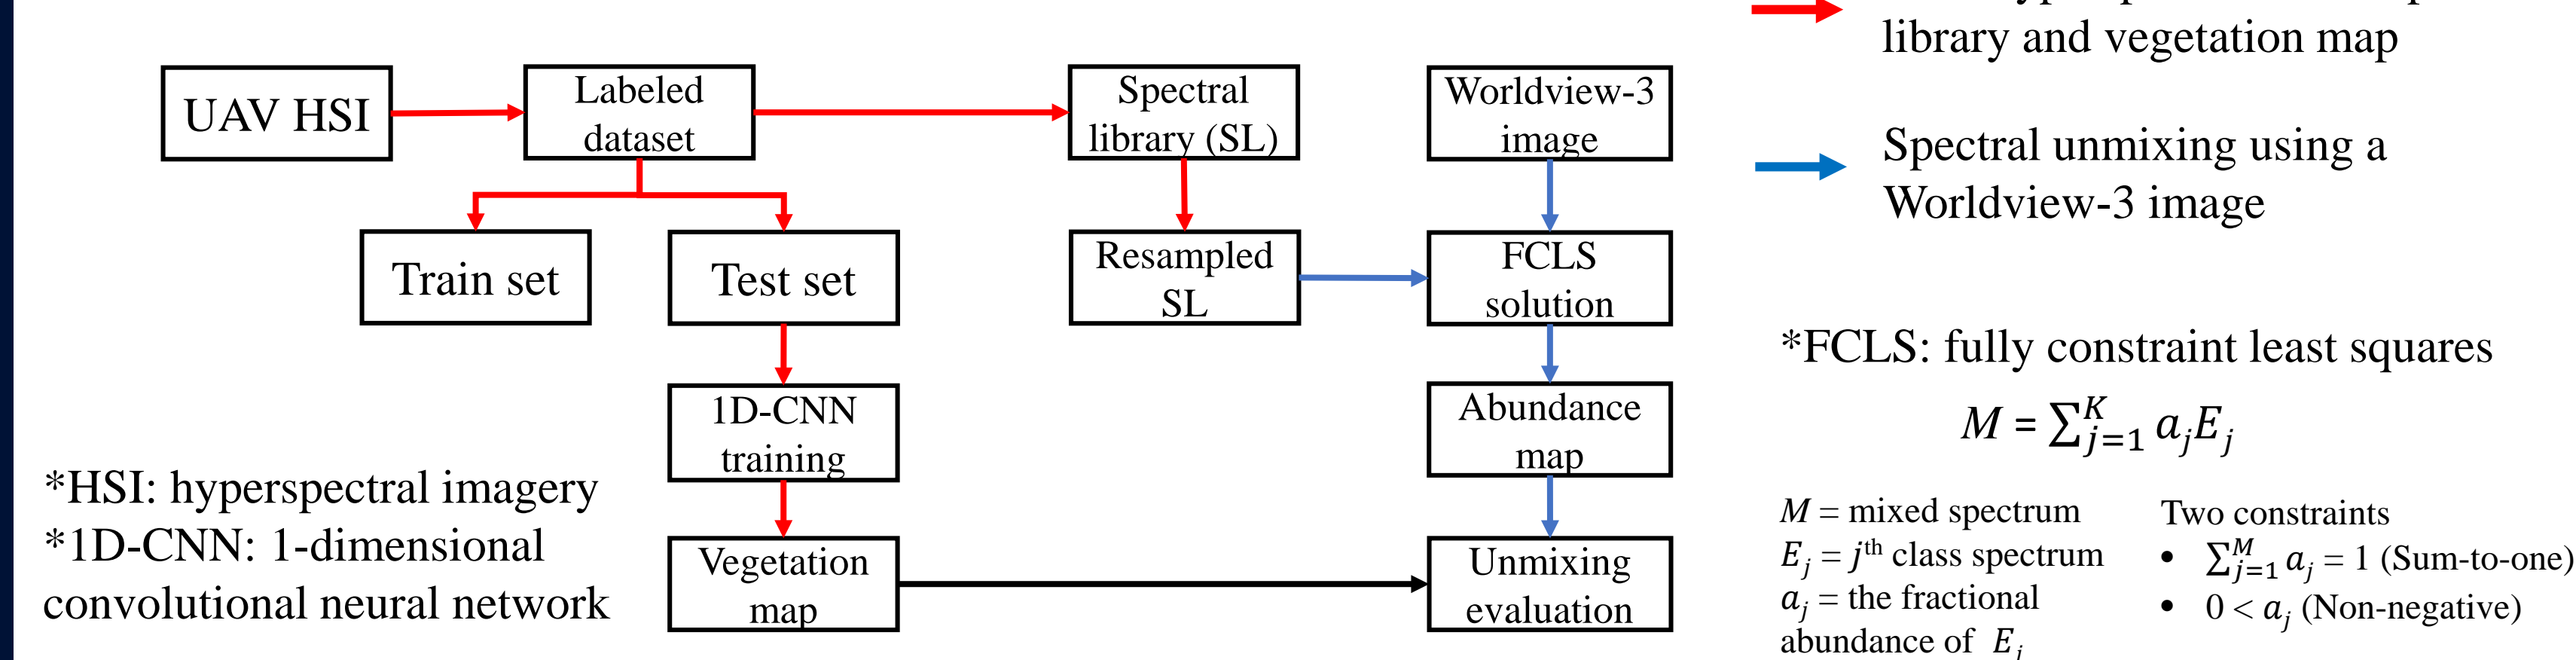 library and vegetation map
UAV HSI
Labeled
dataset
Spectral
library (SL)
Worldview-3
image
Spectral unmixing using a
Worldview-3 image
Train set
Test set
Resampled
SL
FCLS
solution
*FCLS: fully constraint least squares
M = ∑_{j=1}^{K} a_j E_j
1D-CNN
training
Abundance
map
*HSI: hyperspectral imagery
*1D-CNN: 1-dimensional
convolutional neural network
Vegetation
map
Unmixing
evaluation
M = mixed spectrum
E_j = j^th class spectrum
a_j = the fractional
abundance of E_j
Two constraints
• ∑_{j=1}^{M} a_j = 1 (Sum-to-one)
• 0 < a_j (Non-negative)